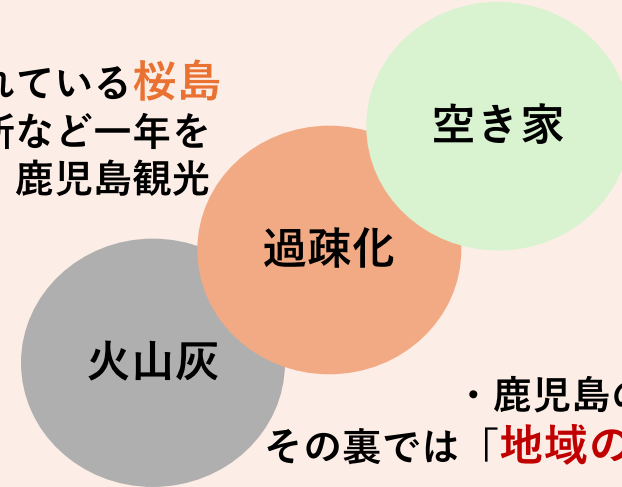 れている桜島
所など一年を
鹿児島観光
空き家
過疎化
火山灰
・鹿児島の
その裏では「地域の